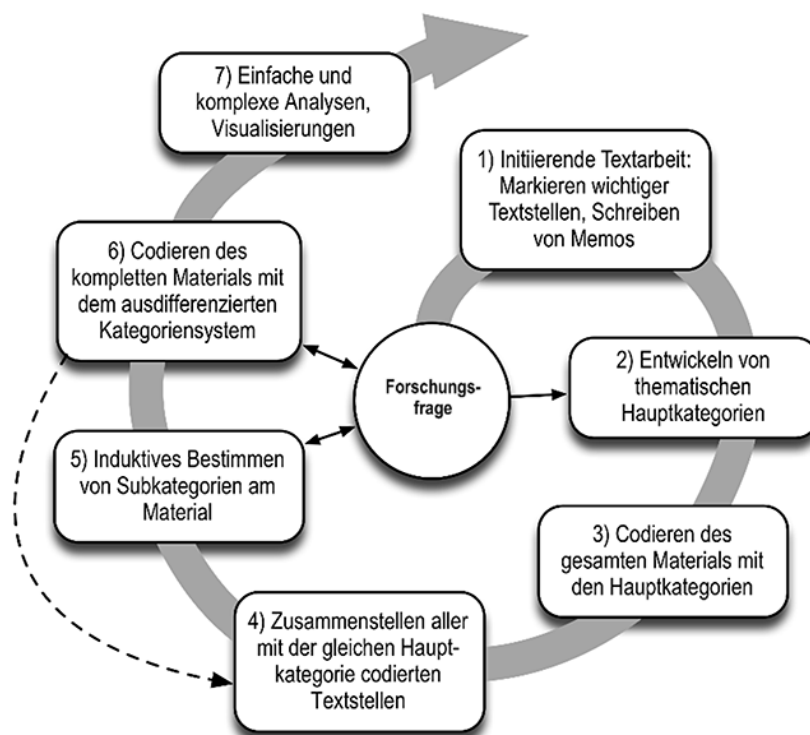 7) Einfache und
komplexe Analysen,
Visualisierungen
1) Initiierende Textarbeit:
Markieren wichtiger
Textstellen, Schreiben
von Memos
6) Codieren des
kompletten Materials mit
dem ausdifferenzierten
Kategoriensystem
Forschungs-
frage
2) Entwickeln von
thematischen
Hauptkategorien
5) Induktives Bestimmen
von Subkategorien am
Material
3) Codieren des
gesamten Materials mit
den Hauptkategorien
4) Zusammenstellen aller
mit der gleichen Haupt-
kategorie codierten
Textstellen